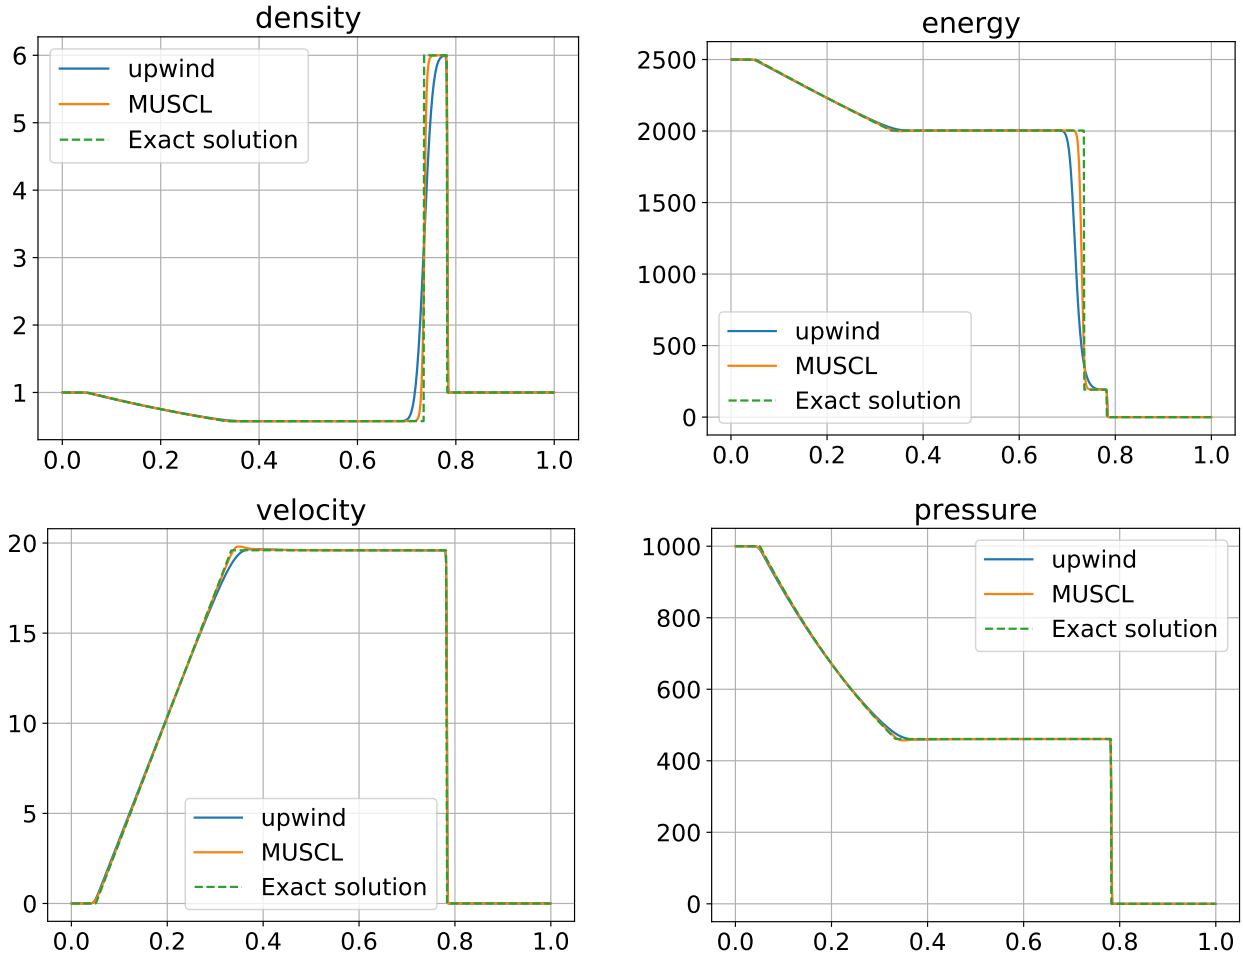 density
6
5
4
3
2
1
upwind
MUSCL
Exact solution
0.0 0.2 0.4 0.6 0.8 1.0
energy
2500
2000
1500
1000
500
0
upwind
MUSCL
Exact solution
0.0 0.2 0.4 0.6 0.8 1.0
velocity
20
15
10
5
0
upwind
MUSCL
Exact solution
0.0 0.2 0.4 0.6 0.8 1.0
pressure
1000
800
600
400
200
0
upwind
MUSCL
Exact solution
0.0 0.2 0.4 0.6 0.8 1.0